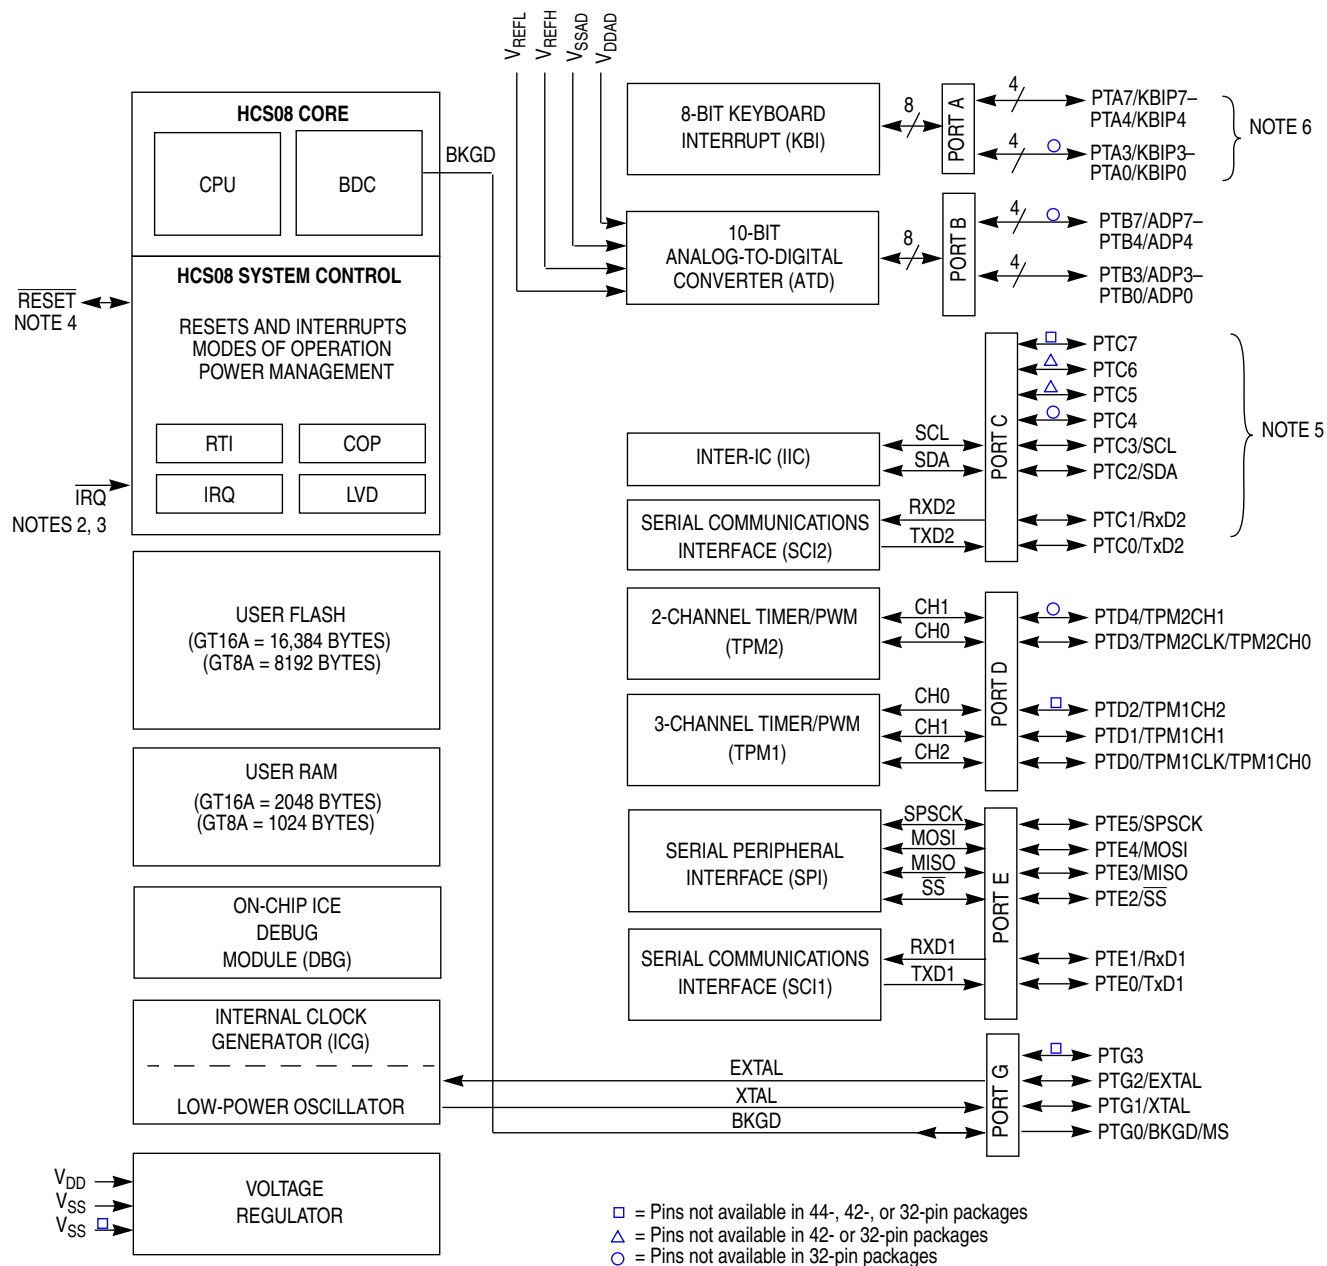 VREFL
VREFH
VSSAD
VDDAD
HCS08 CORE
CPU
BDC
BKGD
HCS08 SYSTEM CONTROL
RESET
NOTE 4
RESETS AND INTERRUPTS
MODES OF OPERATION
POWER MANAGEMENT
RTI
COP
IRQ
LVD
IRQ
NOTES 2, 3
USER FLASH
(GT16A = 16,384 BYTES)
(GT8A = 8192 BYTES)
USER RAM
(GT16A = 2048 BYTES)
(GT8A = 1024 BYTES)
ON-CHIP ICE
DEBUG
MODULE (DBG)
INTERNAL CLOCK
GENERATOR (ICG)
LOW-POWER OSCILLATOR
VDD
VSS
VSS
VOLTAGE
REGULATOR
8-BIT KEYBOARD
INTERRUPT (KBI)
8
PORT A
4
PTA7/KBIP7–
PTA4/KBIP4
4
PTA3/KBIP3–
PTA0/KBIP0
NOTE 6
10-BIT
ANALOG-TO-DIGITAL
CONVERTER (ATD)
8
PORT B
4
PTB7/ADP7–
PTB4/ADP4
4
PTB3/ADP3–
PTB0/ADP0
INTER-IC (IIC)
SCL
SDA
SERIAL COMMUNICATIONS
INTERFACE (SCI2)
RXD2
TXD2
PORT C
PTC7
PTC6
PTC5
PTC4
PTC3/SCL
PTC2/SDA
PTC1/RxD2
PTC0/TxD2
NOTE 5
2-CHANNEL TIMER/PWM
(TPM2)
CH1
CH0
3-CHANNEL TIMER/PWM
(TPM1)
CH0
CH1
CH2
PORT D
PTD4/TPM2CH1
PTD3/TPM2CLK/TPM2CH0
PTD2/TPM1CH2
PTD1/TPM1CH1
PTD0/TPM1CLK/TPM1CH0
SERIAL PERIPHERAL
INTERFACE (SPI)
SPSCK
MOSI
MISO
SS
SERIAL COMMUNICATIONS
INTERFACE (SCI1)
RXD1
TXD1
PORT E
PTE5/SPSCK
PTE4/MOSI
PTE3/MISO
PTE2/SS
PTE1/RxD1
PTE0/TxD1
EXTAL
XTAL
BKGD
PORT G
PTG3
PTG2/EXTAL
PTG1/XTAL
PTG0/BKGD/MS
= Pins not available in 44-, 42-, or 32-pin packages
= Pins not available in 42- or 32-pin packages
= Pins not available in 32-pin packages